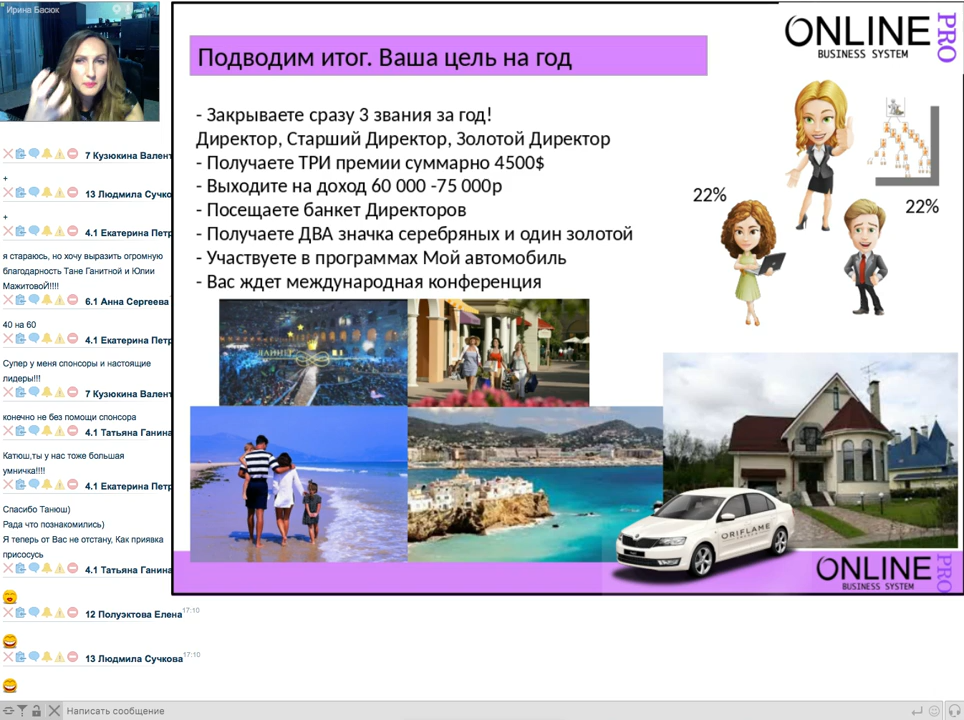 Ирина Басюк
7 Кузюкина Валент
+
13 Людмила Сучко
+
4.1 Екатерина Петр
я стараюсь, но хочу выразить огромную
благодарность Тане Ганитной и Юлии
МажитовоЙ!!!!
6.1 Анна Сергеева
40 на 60
4.1 Екатерина Петр
Супер у меня спонсоры и настоящие
лидеры!!!
7 Кузюкина Валент
конечно не без помощи спонсора
4.1 Татьяна Ганина
Катюш,ты у нас тоже большая
умничка!!!!
4.1 Екатерина Петр
Спасибо Танюш)
Рада что познакомились)
Я теперь от Вас не отстану, Какприявка
присосусь
4.1 Татьяна Ганина
12 Полуэктова Елена 17:10
13 Людмила Сучкова 17:10
Написать сообщение
Подводим итог. Ваша цель на год
ONLINE PRO
BUSINESS SYSTEM
- Закрываете сразу 3 звания за год!
Директор, Старший Директор, Золотой Директор
- Получаете ТРИ премии суммарно 4500$
- Выходите на доход 60 000 -75 000р
- Посещаете банкет Директоров
- Получаете ДВА значка серебряных и один золотой
- Участвуете в программах Мой автомобиль
- Вас ждет международная конференция
22%
22%
ORIFLAME
ONLINE PRO
BUSINESS SYSTEM